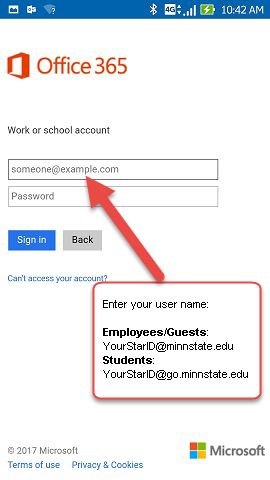 4G
10:42 AM
Office 365
Work or school account
someone@example.com
Password
Sign in
Back
Can't access your account?
Enter your user name:
Employees/Guests:
YourStarID@minnstate.edu
Students:
YourStarID@go.minnstate.edu
© 2017 Microsoft
Microsoft
Terms of use
Privacy & Cookies